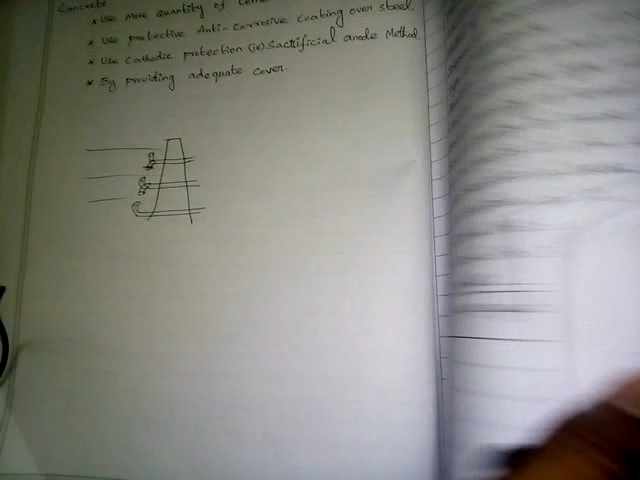 Concrete
* Use More quantity of
* Use protective Anti-Corrosive coating over steel.
* Use Cathodic protection (ie) Sacrificial anode Method.
* By providing adequate cover.